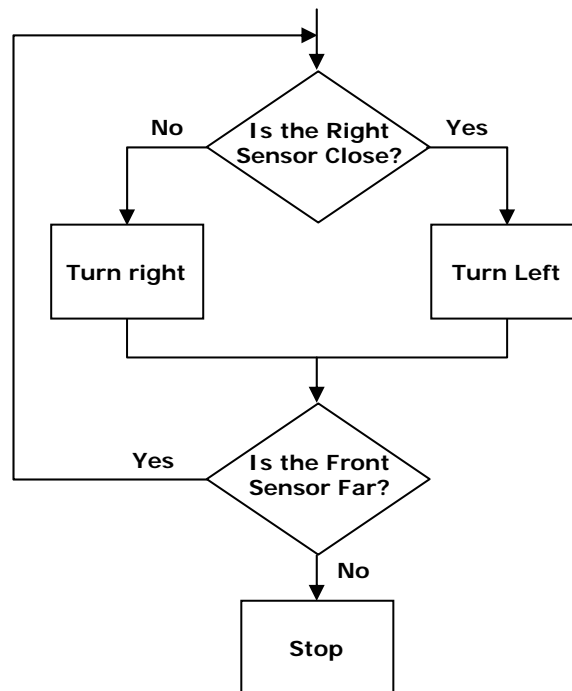 No
Is the Right
Sensor Close?
Yes
Turn right
Turn Left
Yes
Is the Front
Sensor Far?
No
Stop